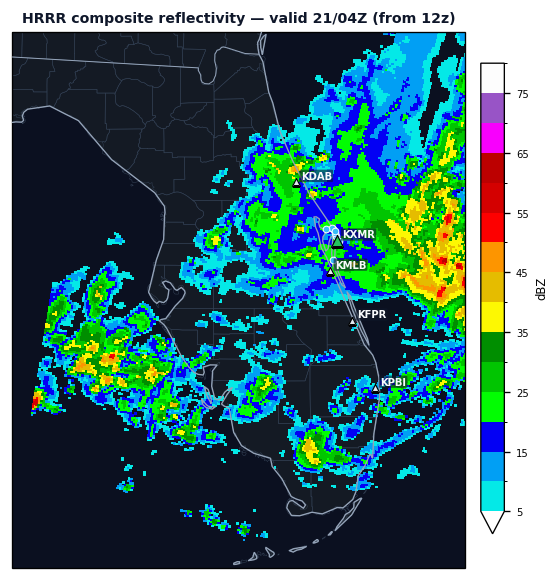 HRRR composite reflectivity — valid 21/04Z (from 12z)
KDAB
KXMR
KMLB
KFPR
KPBI
75
65
55
45
35
25
15
5
dBZ